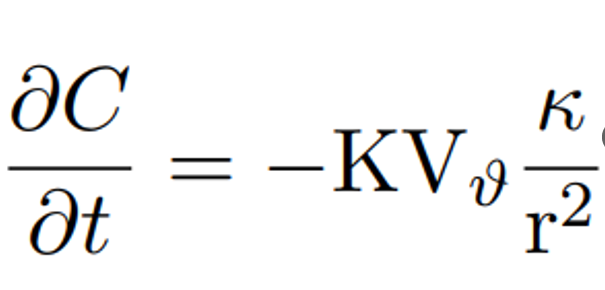 ∂C/∂t = −KV_ϑ κ/r²